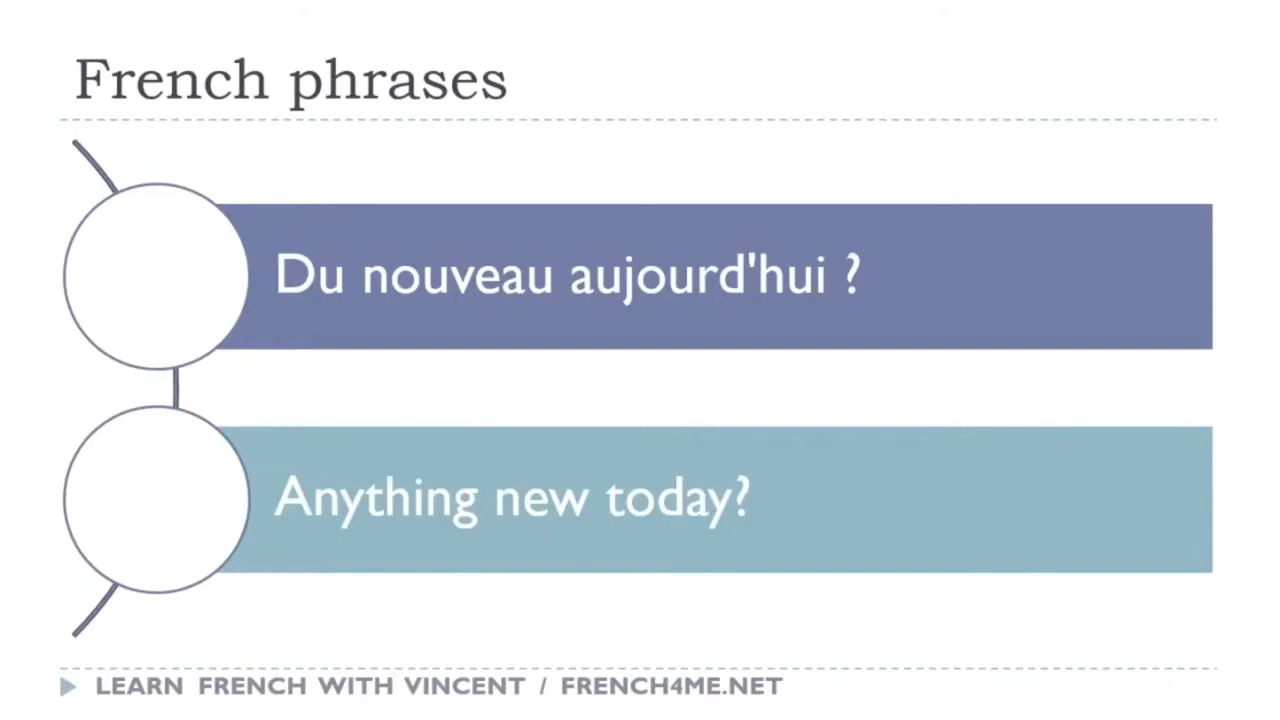 French phrases
Du nouveau aujourd'hui ?
Anything new today?
LEARN FRENCH WITH VINCENT / FRENCH4ME.NET